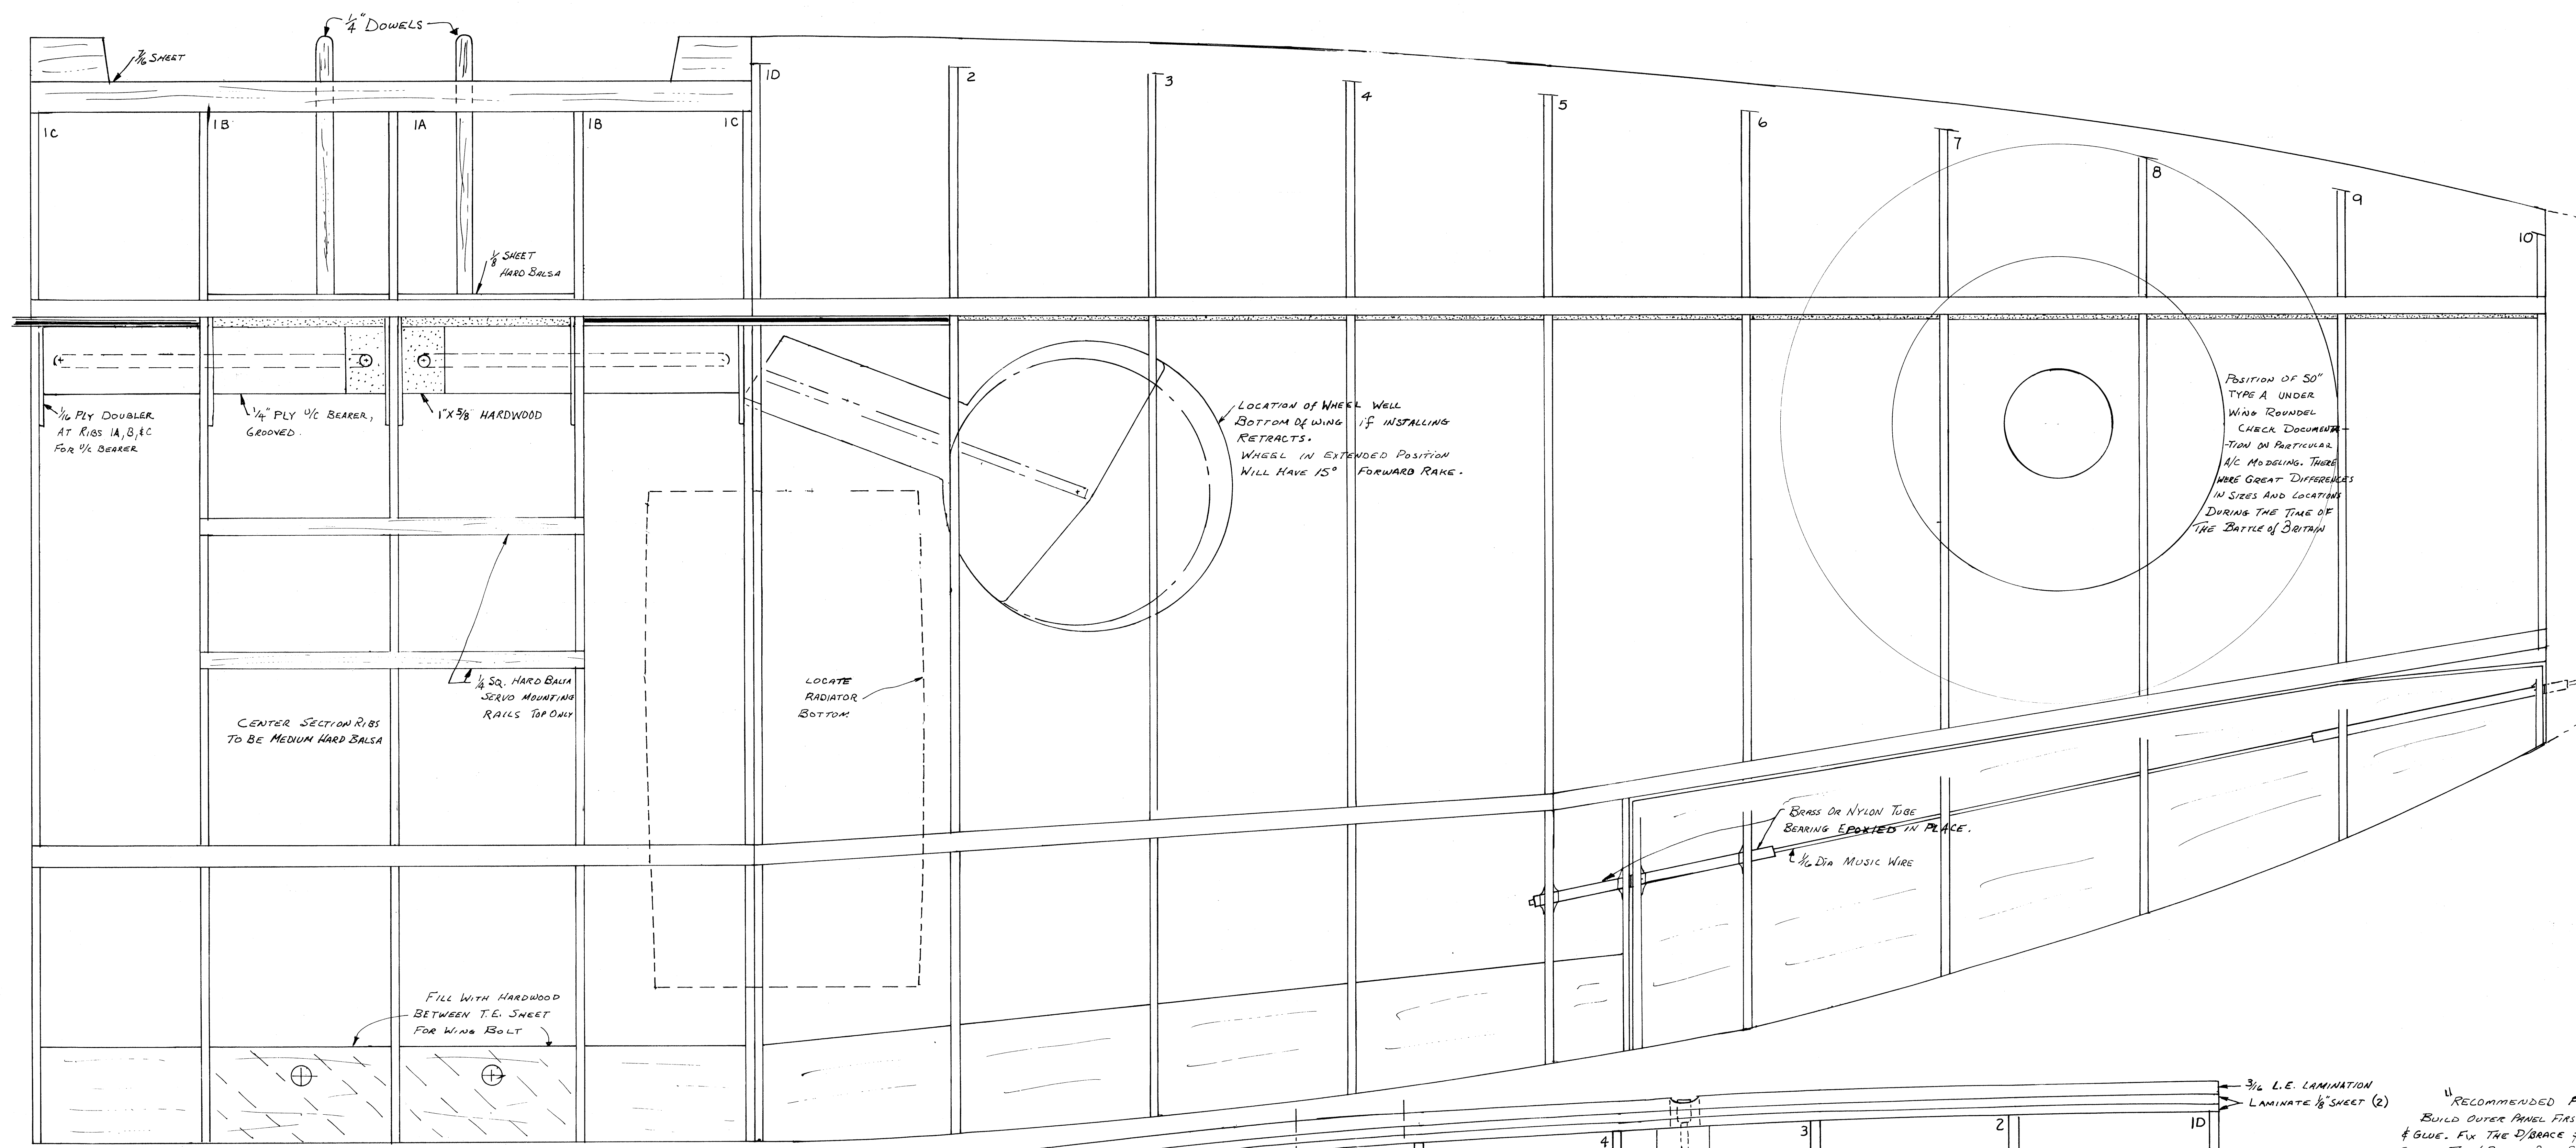 1/4" DOWELS
7/16 SHEET
1C
1B
1A
1B
1C
1D
2
3
4
5
6
7
8
9
10
1/8 SHEET
HARD BALSA
1/16 PLY DOUBLER
AT RIBS 1A, B, & C
FOR U/C BEARER
1/4" PLY U/C BEARER,
GROOVED.
1" X 5/8" HARDWOOD
LOCATION of WHEEL WELL
BOTTOM Of WING if INSTALLING
RETRACTS.
WHEEL IN EXTENDED POSITION
WILL HAVE 15° FORWARD RAKE.
POSITION OF 50"
TYPE A UNDER
WING ROUNDEL
CHECK DOCUMENTA-
-TION ON PARTICULAR
A/C MODELING. THERE
WERE GREAT DIFFERENCES
IN SIZES AND LOCATIONS
DURING THE TIME OF
THE BATTLE of BRITAIN
1/4 SQ. HARD BALSA
SERVO MOUNTING
RAILS TOP ONLY
CENTER SECTION RIBS
TO BE MEDIUM HARD BALSA
LOCATE
RADIATOR
BOTTOM
BRASS OR NYLON TUBE
BEARING EPOXIED IN PLACE.
1/16 DIA MUSIC WIRE
FILL WITH HARDWOOD
BETWEEN T.E. SHEET
FOR WING BOLT
3/16 L.E. LAMINATION
LAMINATE 1/8" SHEET (2)
4
3
2
1D
"RECOMMENDED
BUILD OUTER PANEL FIRS
& GLUE. FIX THE D/BRACE